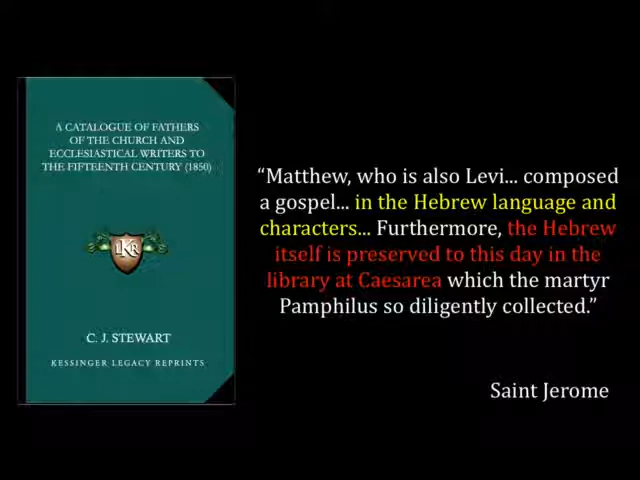 A CATALOGUE OF FATHERS
OF THE CHURCH AND
ECCLESIASTICAL WRITERS TO
THE FIFTEENTH CENTURY (1850)
LKR
C. J. STEWART
KESSINGER LEGACY REPRINTS
“Matthew, who is also Levi... composed
a gospel... in the Hebrew language and
characters... Furthermore, the Hebrew
itself is preserved to this day in the
library at Caesarea which the martyr
Pamphilus so diligently collected.”
Saint Jerome